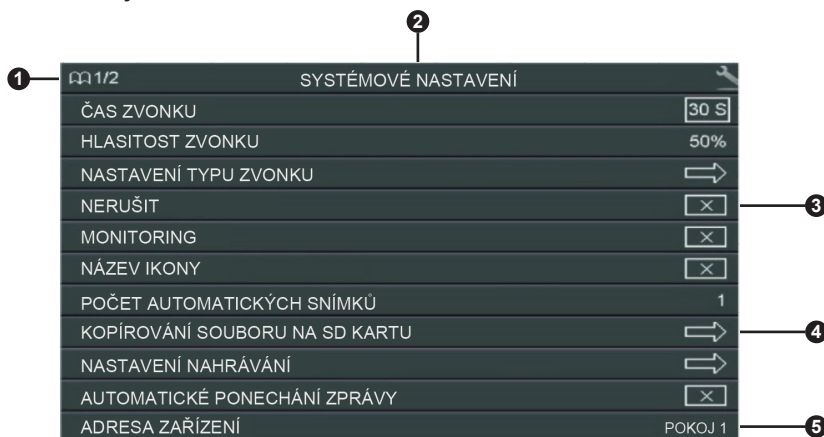 2
1 1/2 SYSTÉMOVÉ NASTAVENÍ
ČAS ZVONKU 30 S
HLASITOST ZVONKU 50%
NASTAVENÍ TYPU ZVONKU
NERUŠIT 3
MONITORING
NÁZEV IKONY
POČET AUTOMATICKÝCH SNÍMKŮ 1
KOPÍROVÁNÍ SOUBORU NA SD KARTU 4
NASTAVENÍ NAHRÁVÁNÍ
AUTOMATICKÉ PONECHÁNÍ ZPRÁVY
ADRESA ZAŘÍZENÍ POKOJ 1 5